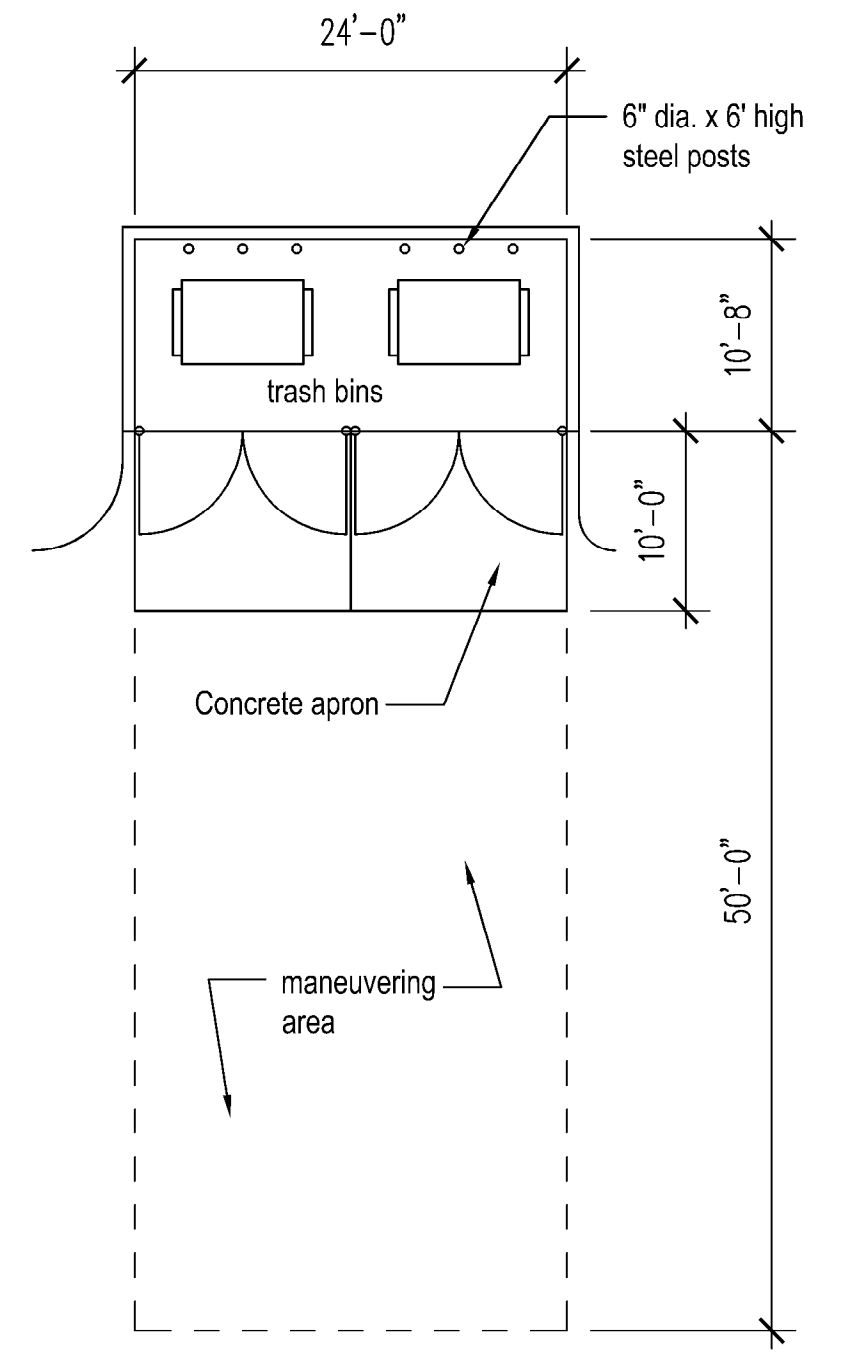 24’–0”
6" dia. x 6' high
steel posts
10’–8”
trash bins
10’–0”
Concrete apron
50’–0”
maneuvering
area